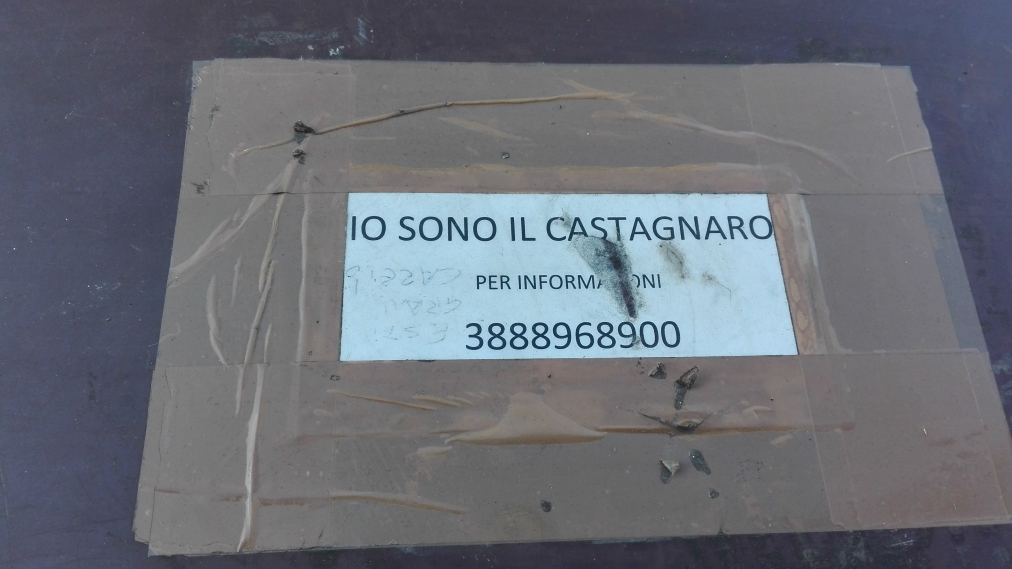 IO SONO IL CASTAGNARO
PER INFORMAZIONI
3888968900